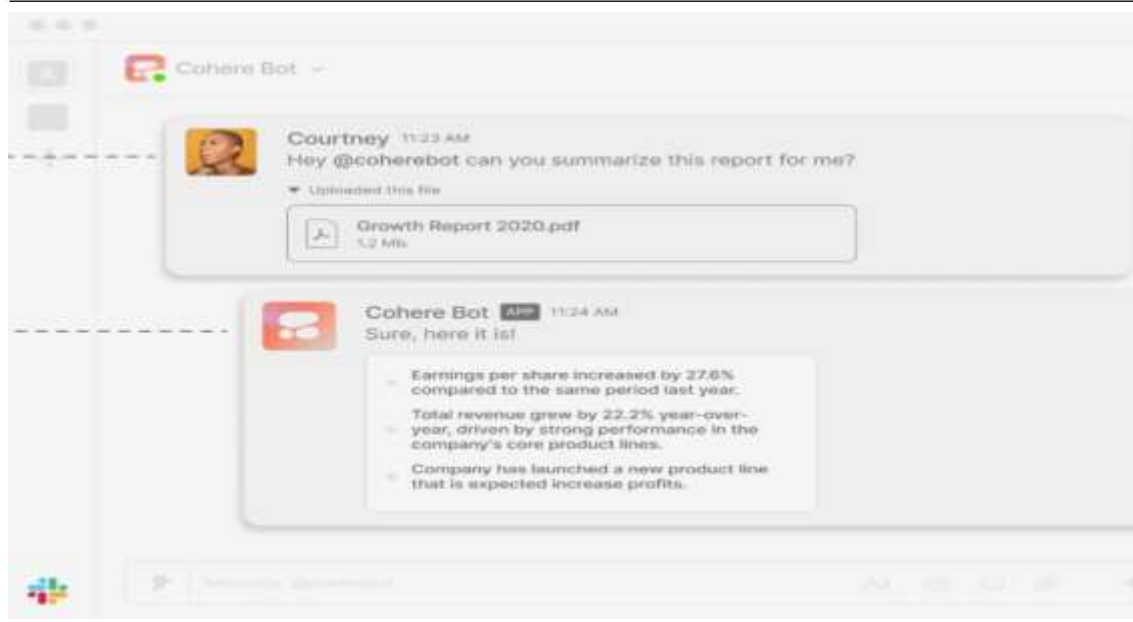 Cohere Bot
Courtney 11:23 AM
Hey @coherebot can you summarize this report for me?
Uploaded this file
Growth Report 2020.pdf
1.2 Mb
Cohere Bot APP 11:24 AM
Sure, here it is!
Earnings per share increased by 27.6%
compared to the same period last year.
Total revenue grew by 22.2% year-over-
year, driven by strong performance in the
company's core product lines.
Company has launched a new product line
that is expected increase profits.
Message @coherebot